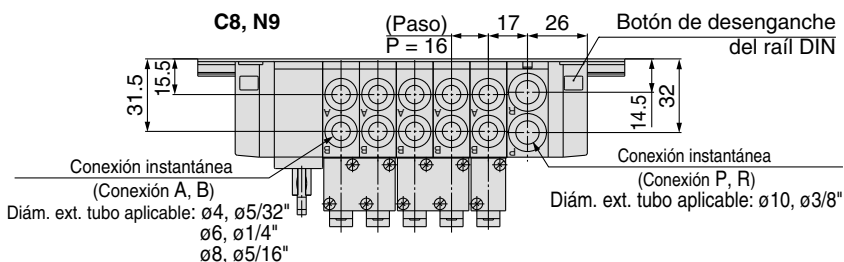 C8, N9
(Paso)
P = 16
17
26
Botón de desenganche
del raíl DIN
31.5
15.5
14.5
32
A
A
A
A
A
R
B
B
B
B
B
P
Conexión instantánea
(Conexión A, B)
Diám. ext. tubo aplicable: ø4, ø5/32"
ø6, ø1/4"
ø8, ø5/16"
Conexión instantánea
(Conexión P, R)
Diám. ext. tubo aplicable: ø10, ø3/8"